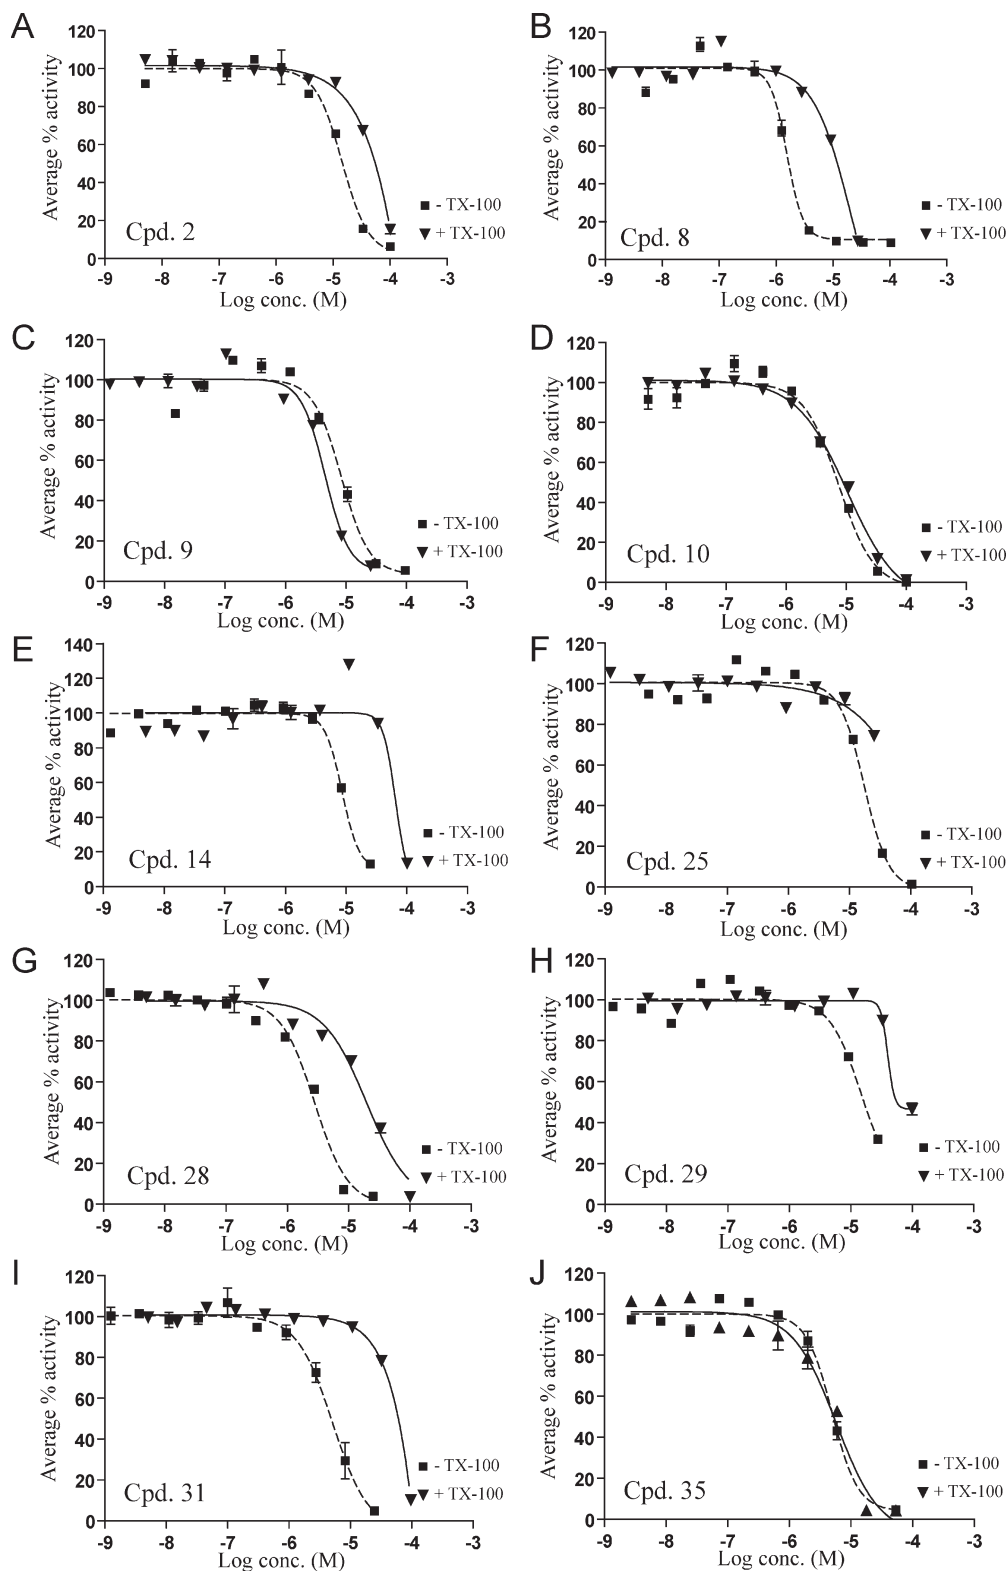 A
Average % activity
120
100
80
60
40
20
0
Cpd. 2
- TX-100
+ TX-100
-9 -8 -7 -6 -5 -4 -3
Log conc. (M)
B
Average % activity
120
100
80
60
40
20
0
Cpd. 8
- TX-100
+ TX-100
-9 -8 -7 -6 -5 -4 -3
Log conc. (M)
C
Average % activity
120
100
80
60
40
20
0
Cpd. 9
- TX-100
+ TX-100
-9 -8 -7 -6 -5 -4 -3
Log conc. (M)
D
Average % activity
120
100
80
60
40
20
0
Cpd. 10
- TX-100
+ TX-100
-9 -8 -7 -6 -5 -4 -3
Log conc. (M)
E
Average % activity
140
120
100
80
60
40
20
0
Cpd. 14
- TX-100
+ TX-100
-9 -8 -7 -6 -5 -4 -3
Log conc. (M)
F
Average % activity
120
100
80
60
40
20
0
Cpd. 25
- TX-100
+ TX-100
-9 -8 -7 -6 -5 -4 -3
Log conc. (M)
G
Average % activity
120
100
80
60
40
20
0
Cpd. 28
- TX-100
+ TX-100
-9 -8 -7 -6 -5 -4 -3
Log conc. (M)
H
Average % activity
120
100
80
60
40
20
0
Cpd. 29
- TX-100
+ TX-100
-9 -8 -7 -6 -5 -4 -3
Log conc. (M)
I
Average % activity
120
100
80
60
40
20
0
Cpd. 31
- TX-100
+ TX-100
-9 -8 -7 -6 -5 -4 -3
Log conc. (M)
J
Average % activity
120
100
80
60
40
20
0
Cpd. 35
- TX-100
+ TX-100
-9 -8 -7 -6 -5 -4 -3
Log conc. (M)